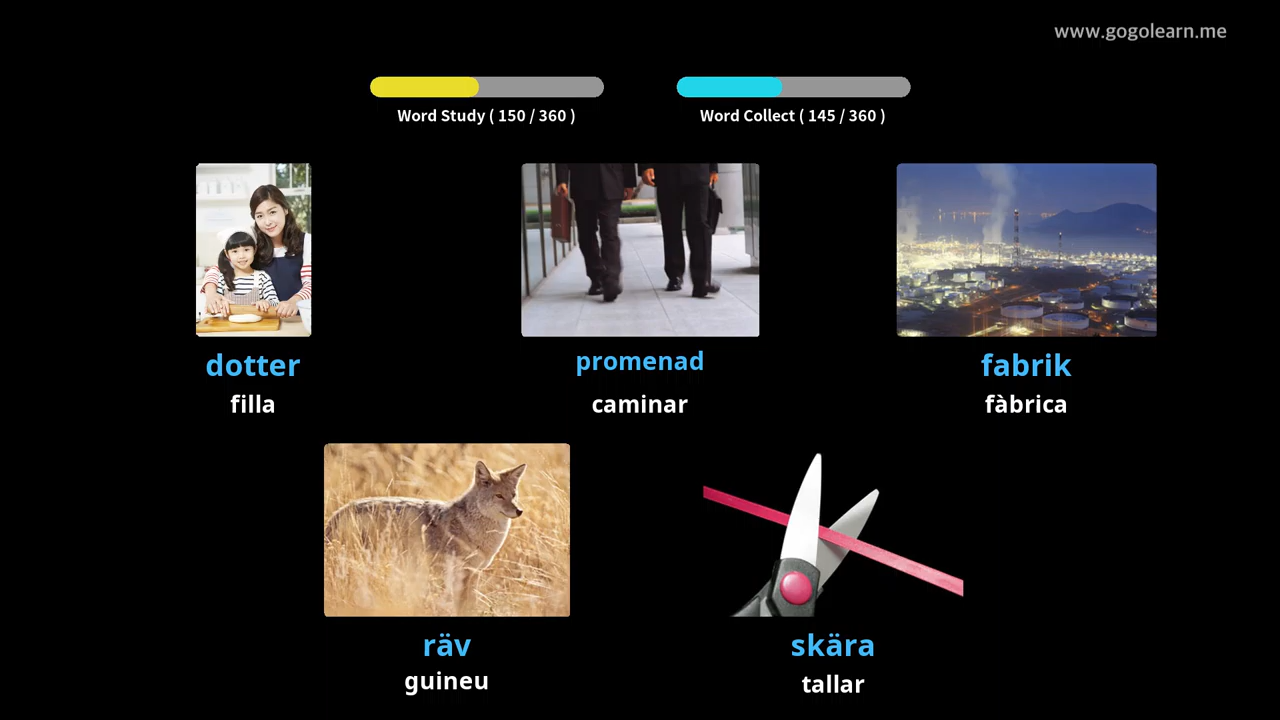 www.gogolearn.me
Word Study ( 150 / 360 )
Word Collect ( 145 / 360 )
dotter
filla
promenad
caminar
fabrik
fàbrica
räv
guineu
skära
tallar